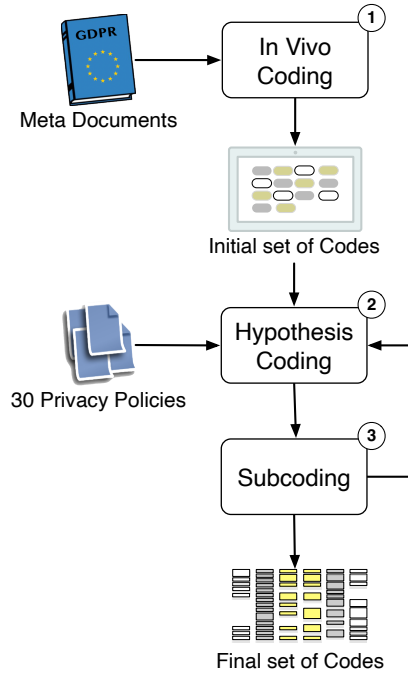 1
GDPR
In Vivo
Coding
Meta Documents
Initial set of Codes
2
Hypothesis
Coding
30 Privacy Policies
3
Subcoding
Final set of Codes